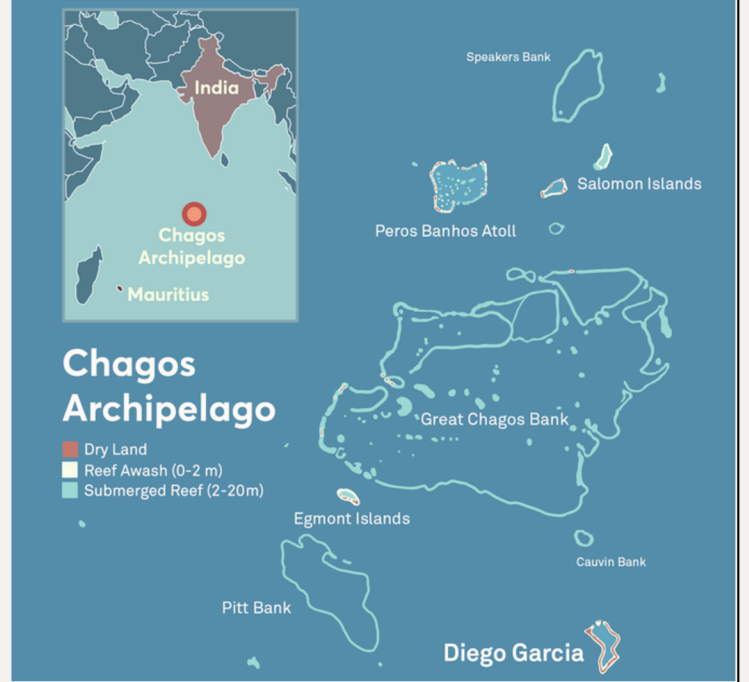 India
Chagos
Archipelago
Mauritius
Chagos
Archipelago
Dry Land
Reef Awash (0-2 m)
Submerged Reef (2-20m)
Speakers Bank
Salomon Islands
Peros Banhos Atoll
Great Chagos Bank
Egmont Islands
Cauvin Bank
Pitt Bank
Diego Garcia